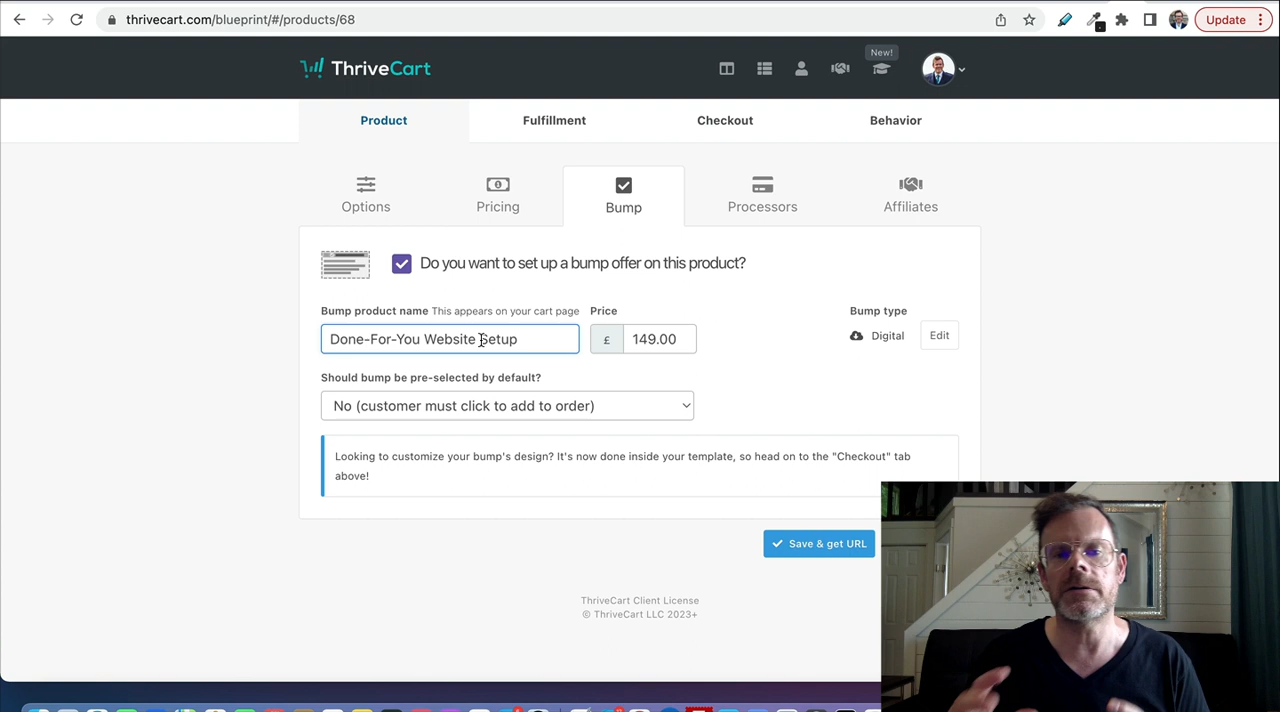 thrivecart.com/blueprint/#/products/68
Update
ThriveCart
New!
Product
Fulfillment
Checkout
Behavior
Options
Pricing
Bump
Processors
Affiliates
Do you want to set up a bump offer on this product?
Bump product name This appears on your cart page
Price
Bump type
Done-For-You Website Setup
£
149.00
Digital
Edit
Should bump be pre-selected by default?
No (customer must click to add to order)
Looking to customize your bump's design? It's now done inside your template, so head on to the "Checkout" tab
above!
Save & get URL
ThriveCart Client License
© ThriveCart LLC 2023+